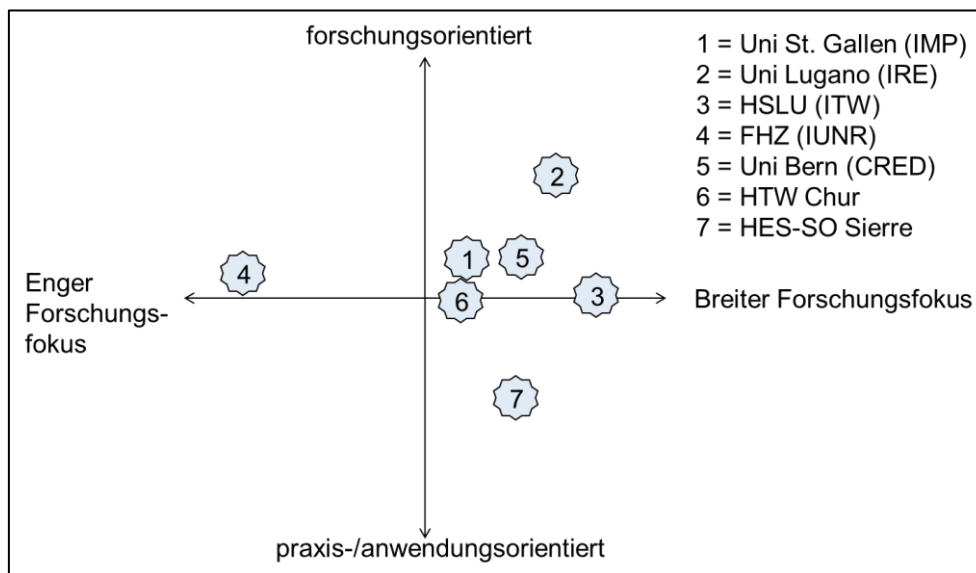 forschungsorientiert
1 = Uni St. Gallen (IMP)
2 = Uni Lugano (IRE)
3 = HSLU (ITW)
4 = FHZ (IUNR)
5 = Uni Bern (CRED)
6 = HTW Chur
7 = HES-SO Sierre
2
1
5
4
6
3
7
Enger
Forschungs-
fokus
Breiter Forschungsfokus
praxis-/anwendungsorientiert